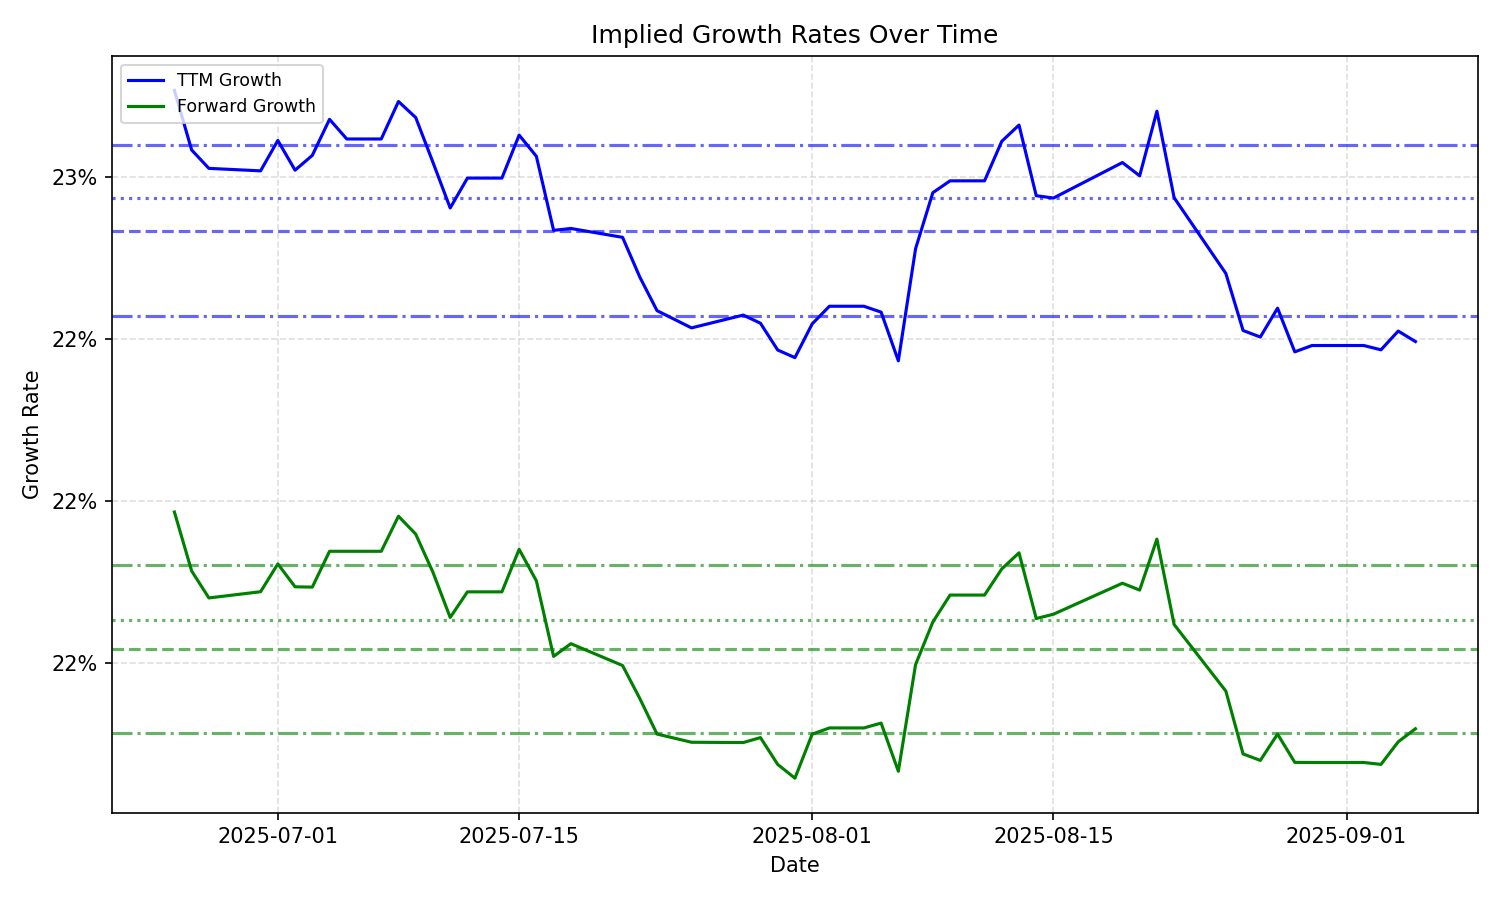 Implied Growth Rates Over Time
TTM Growth
Forward Growth
23%
22%
22%
22%
Growth Rate
2025-07-01
2025-07-15
2025-08-01
2025-08-15
2025-09-01
Date